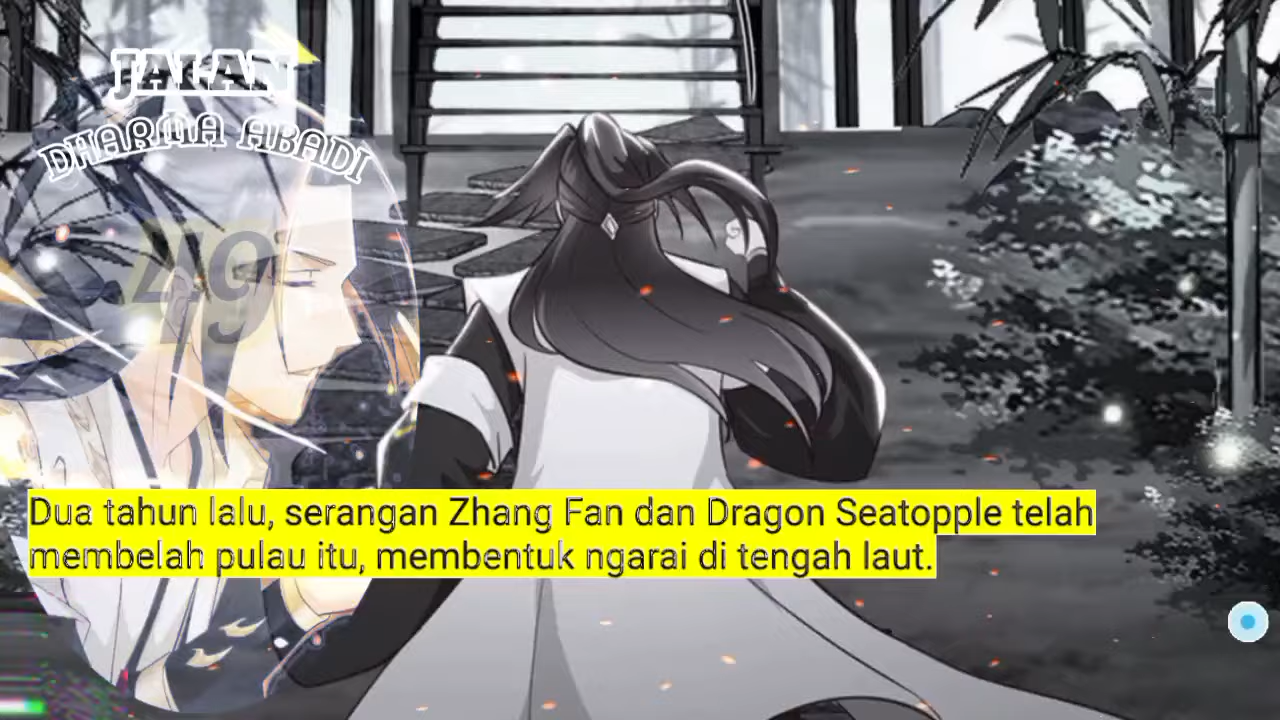 JALAN
DHARMA ABADI
49
Dua tahun lalu, serangan Zhang Fan dan Dragon Seatopple telah
membelah pulau itu, membentuk ngarai di tengah laut.